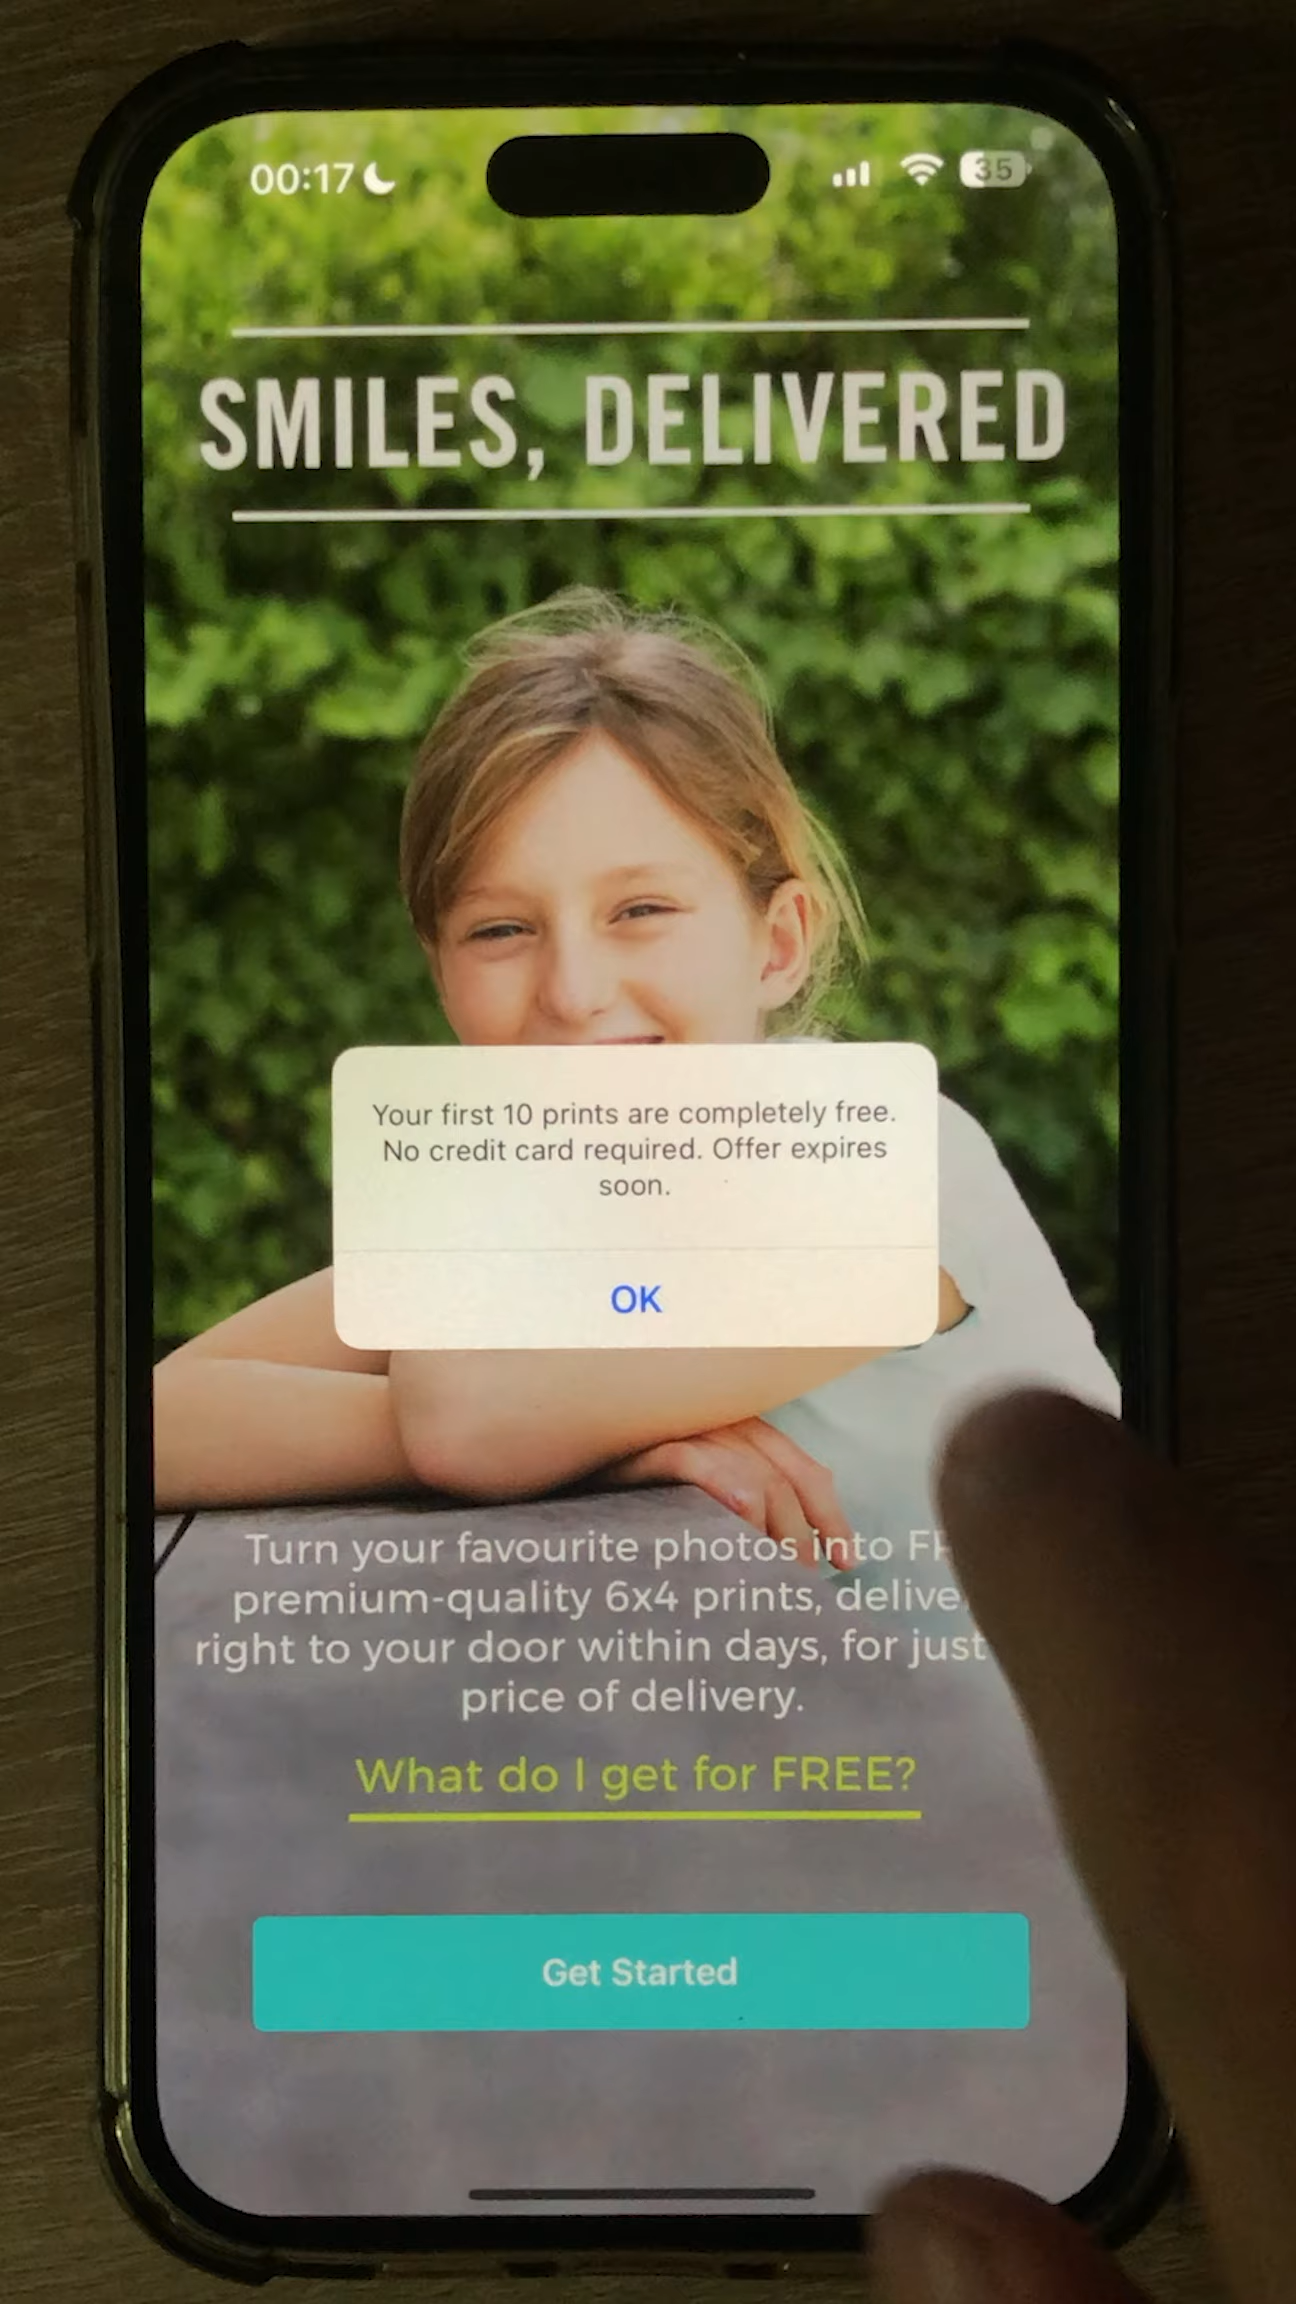 00:17
35
SMILES, DELIVERED
Your first 10 prints are completely free.
No credit card required. Offer expires
soon.
OK
Turn your favourite photos into
premium-quality 6x4 prints,
right to your door within days, for just
price of delivery.
What do I get for FREE?
Get Started